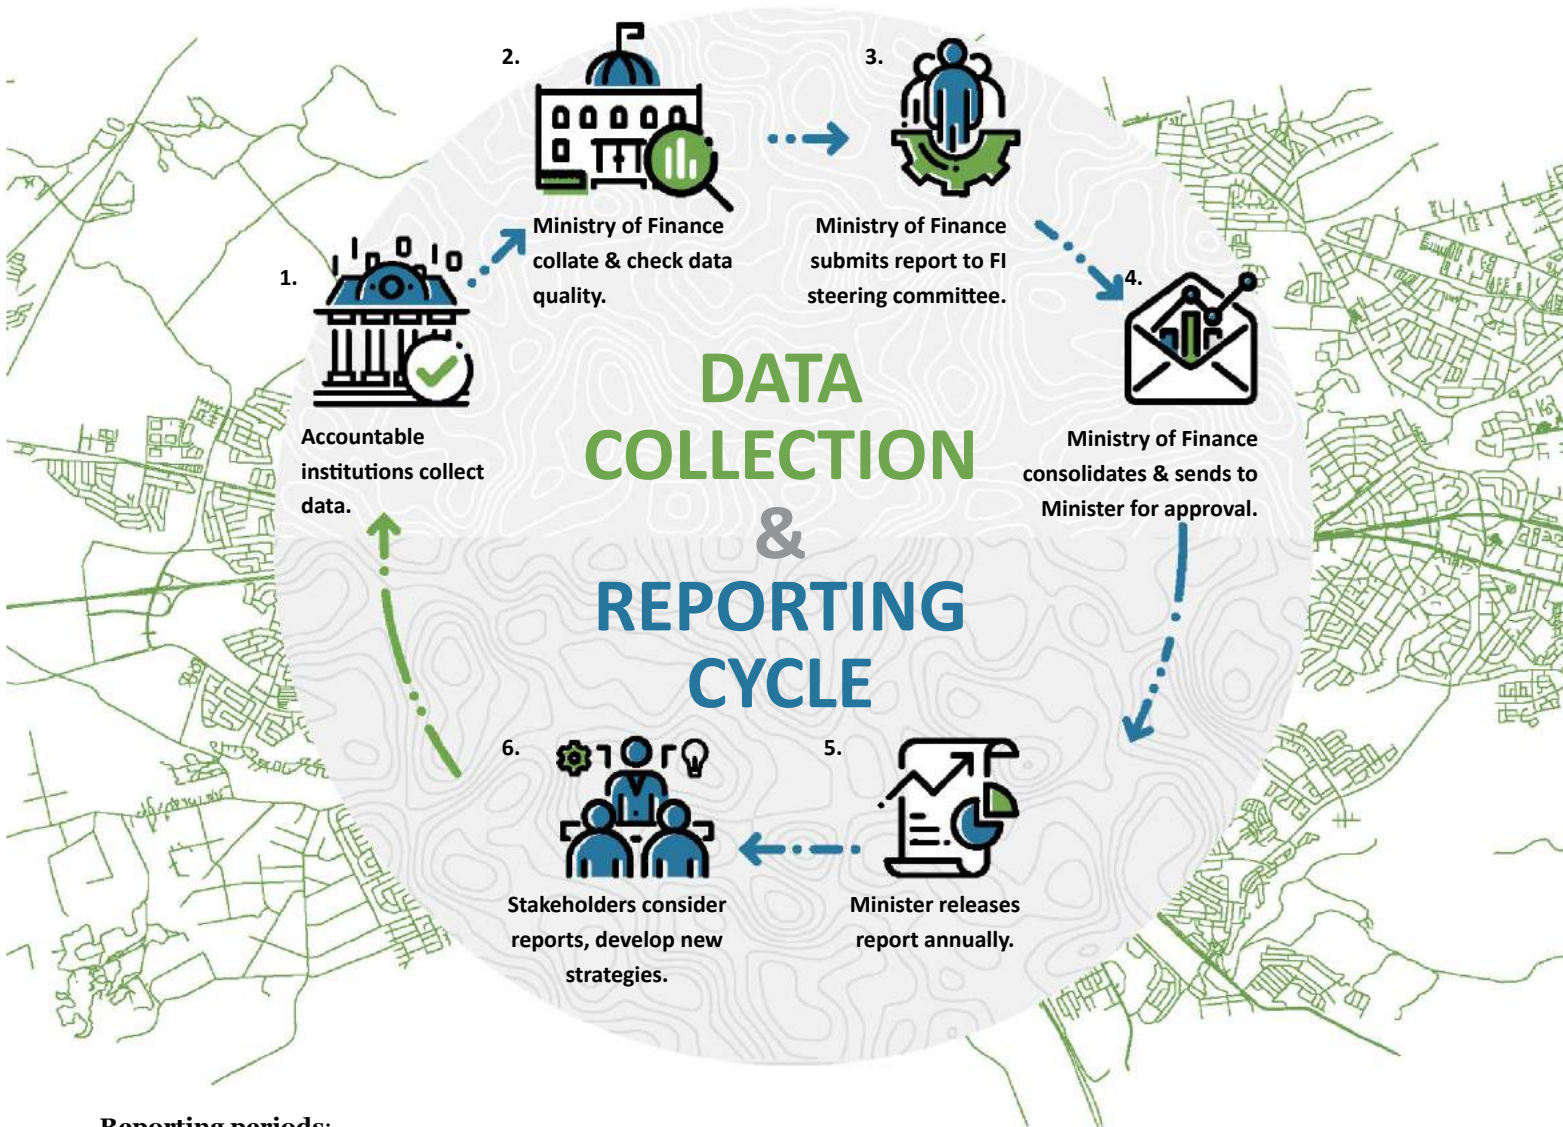 1.
Accountable
institutions collect
data.
2.
Ministry of Finance
collate & check data
quality.
3.
Ministry of Finance
submits report to FI
steering committee.
4.
Ministry of Finance
consolidates & sends to
Minister for approval.
DATA
COLLECTION
&
REPORTING
CYCLE
5.
Minister releases
report annually.
6.
Stakeholders consider
reports, develop new
strategies.
Reporting periods: